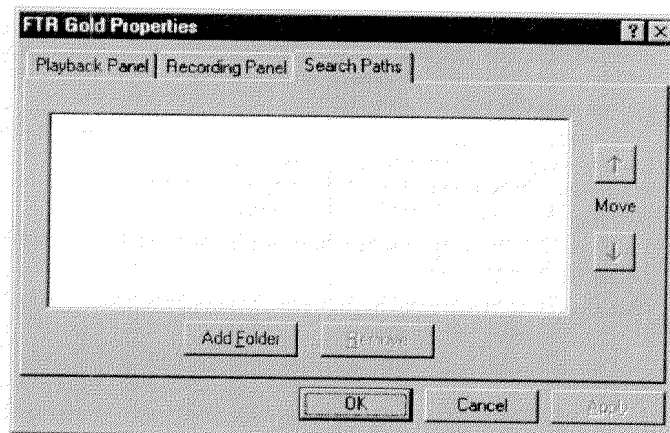 FTR Gold Properties
Playback Panel Recording Panel Search Paths
Move
Add Folder Remove
OK Cancel Apply